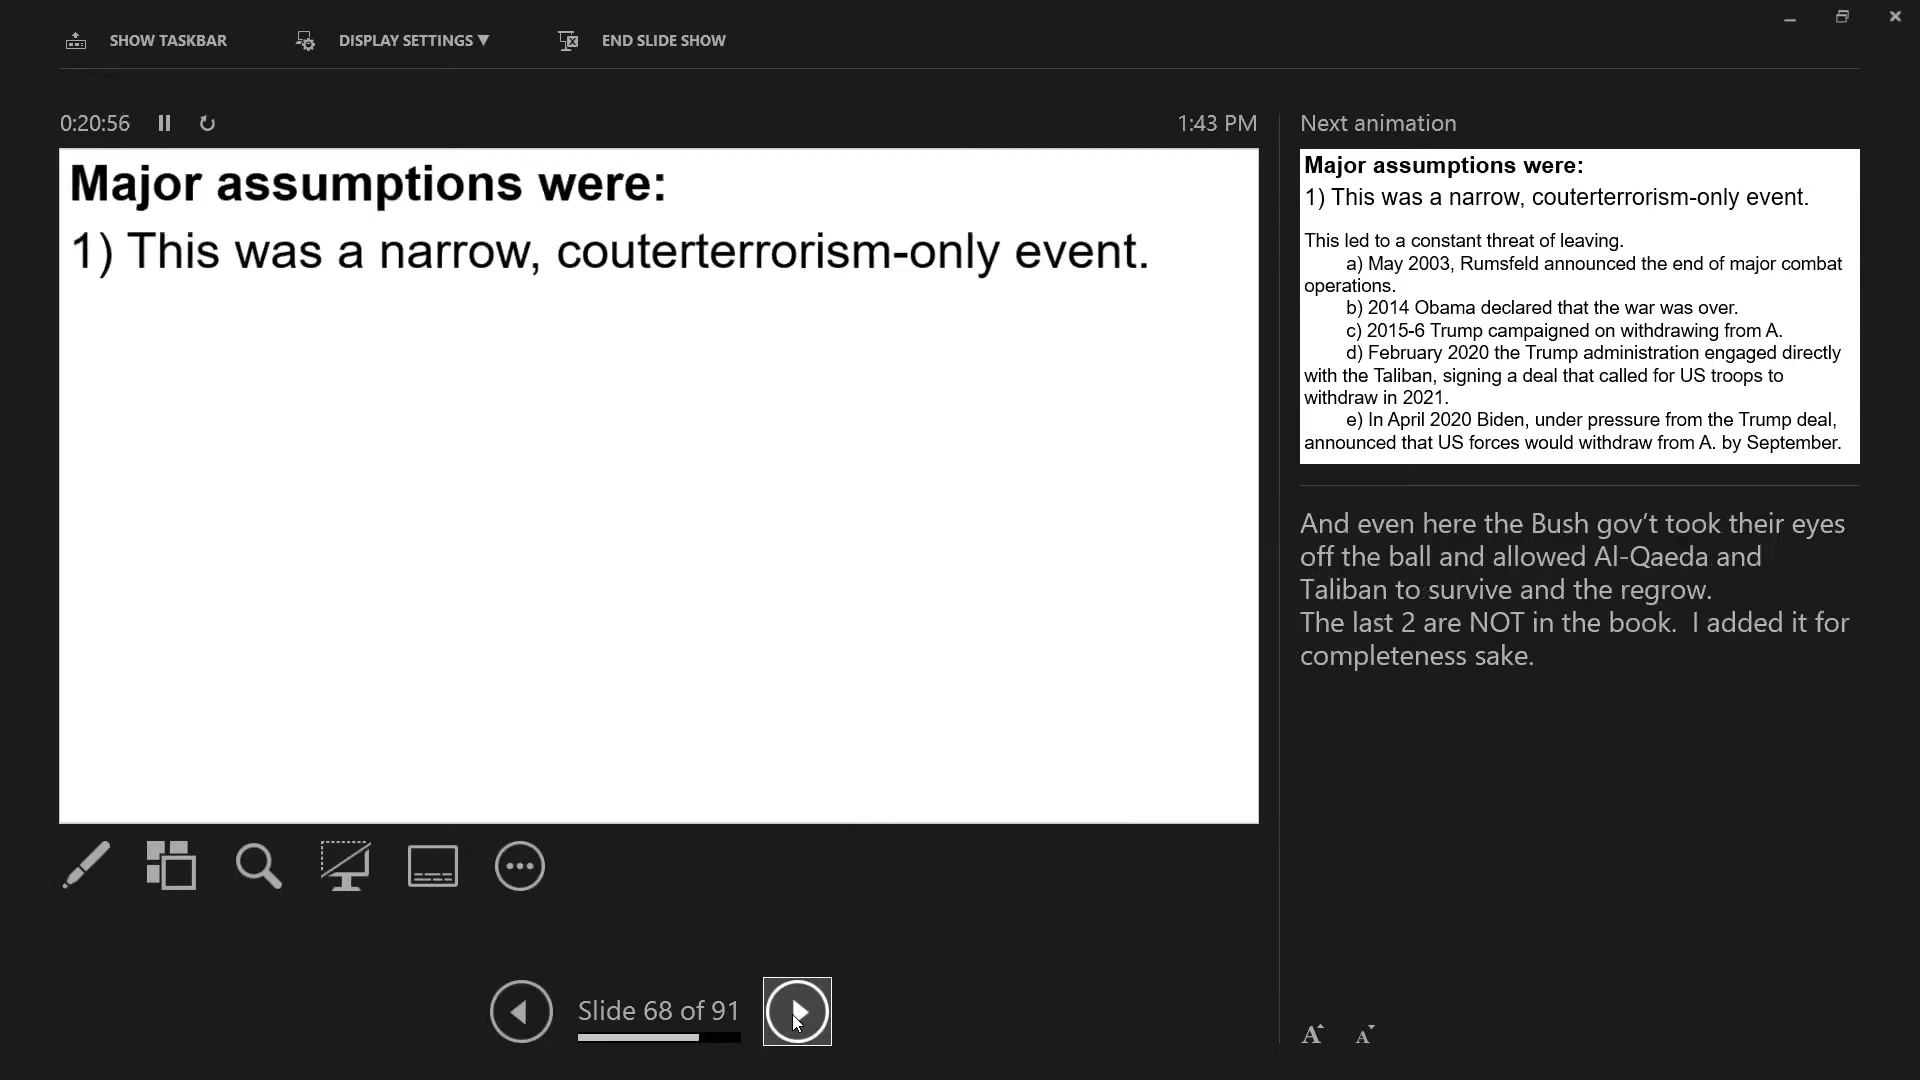 SHOW TASKBAR
DISPLAY SETTINGS ▼
END SLIDE SHOW
0:20:56
1:43 PM
Major assumptions were:
1) This was a narrow, couterterrorism-only event.
Slide 68 of 91
Next animation
Major assumptions were:
1) This was a narrow, couterterrorism-only event.
This led to a constant threat of leaving.
a) May 2003, Rumsfeld announced the end of major combat
operations.
b) 2014 Obama declared that the war was over.
c) 2015-6 Trump campaigned on withdrawing from A.
d) February 2020 the Trump administration engaged directly
with the Taliban, signing a deal that called for US troops to
withdraw in 2021.
e) In April 2020 Biden, under pressure from the Trump deal,
announced that US forces would withdraw from A. by September.
And even here the Bush gov’t took their eyes
off the ball and allowed Al-Qaeda and
Taliban to survive and the regrow.
The last 2 are NOT in the book.  I added it for
completeness sake.
A A